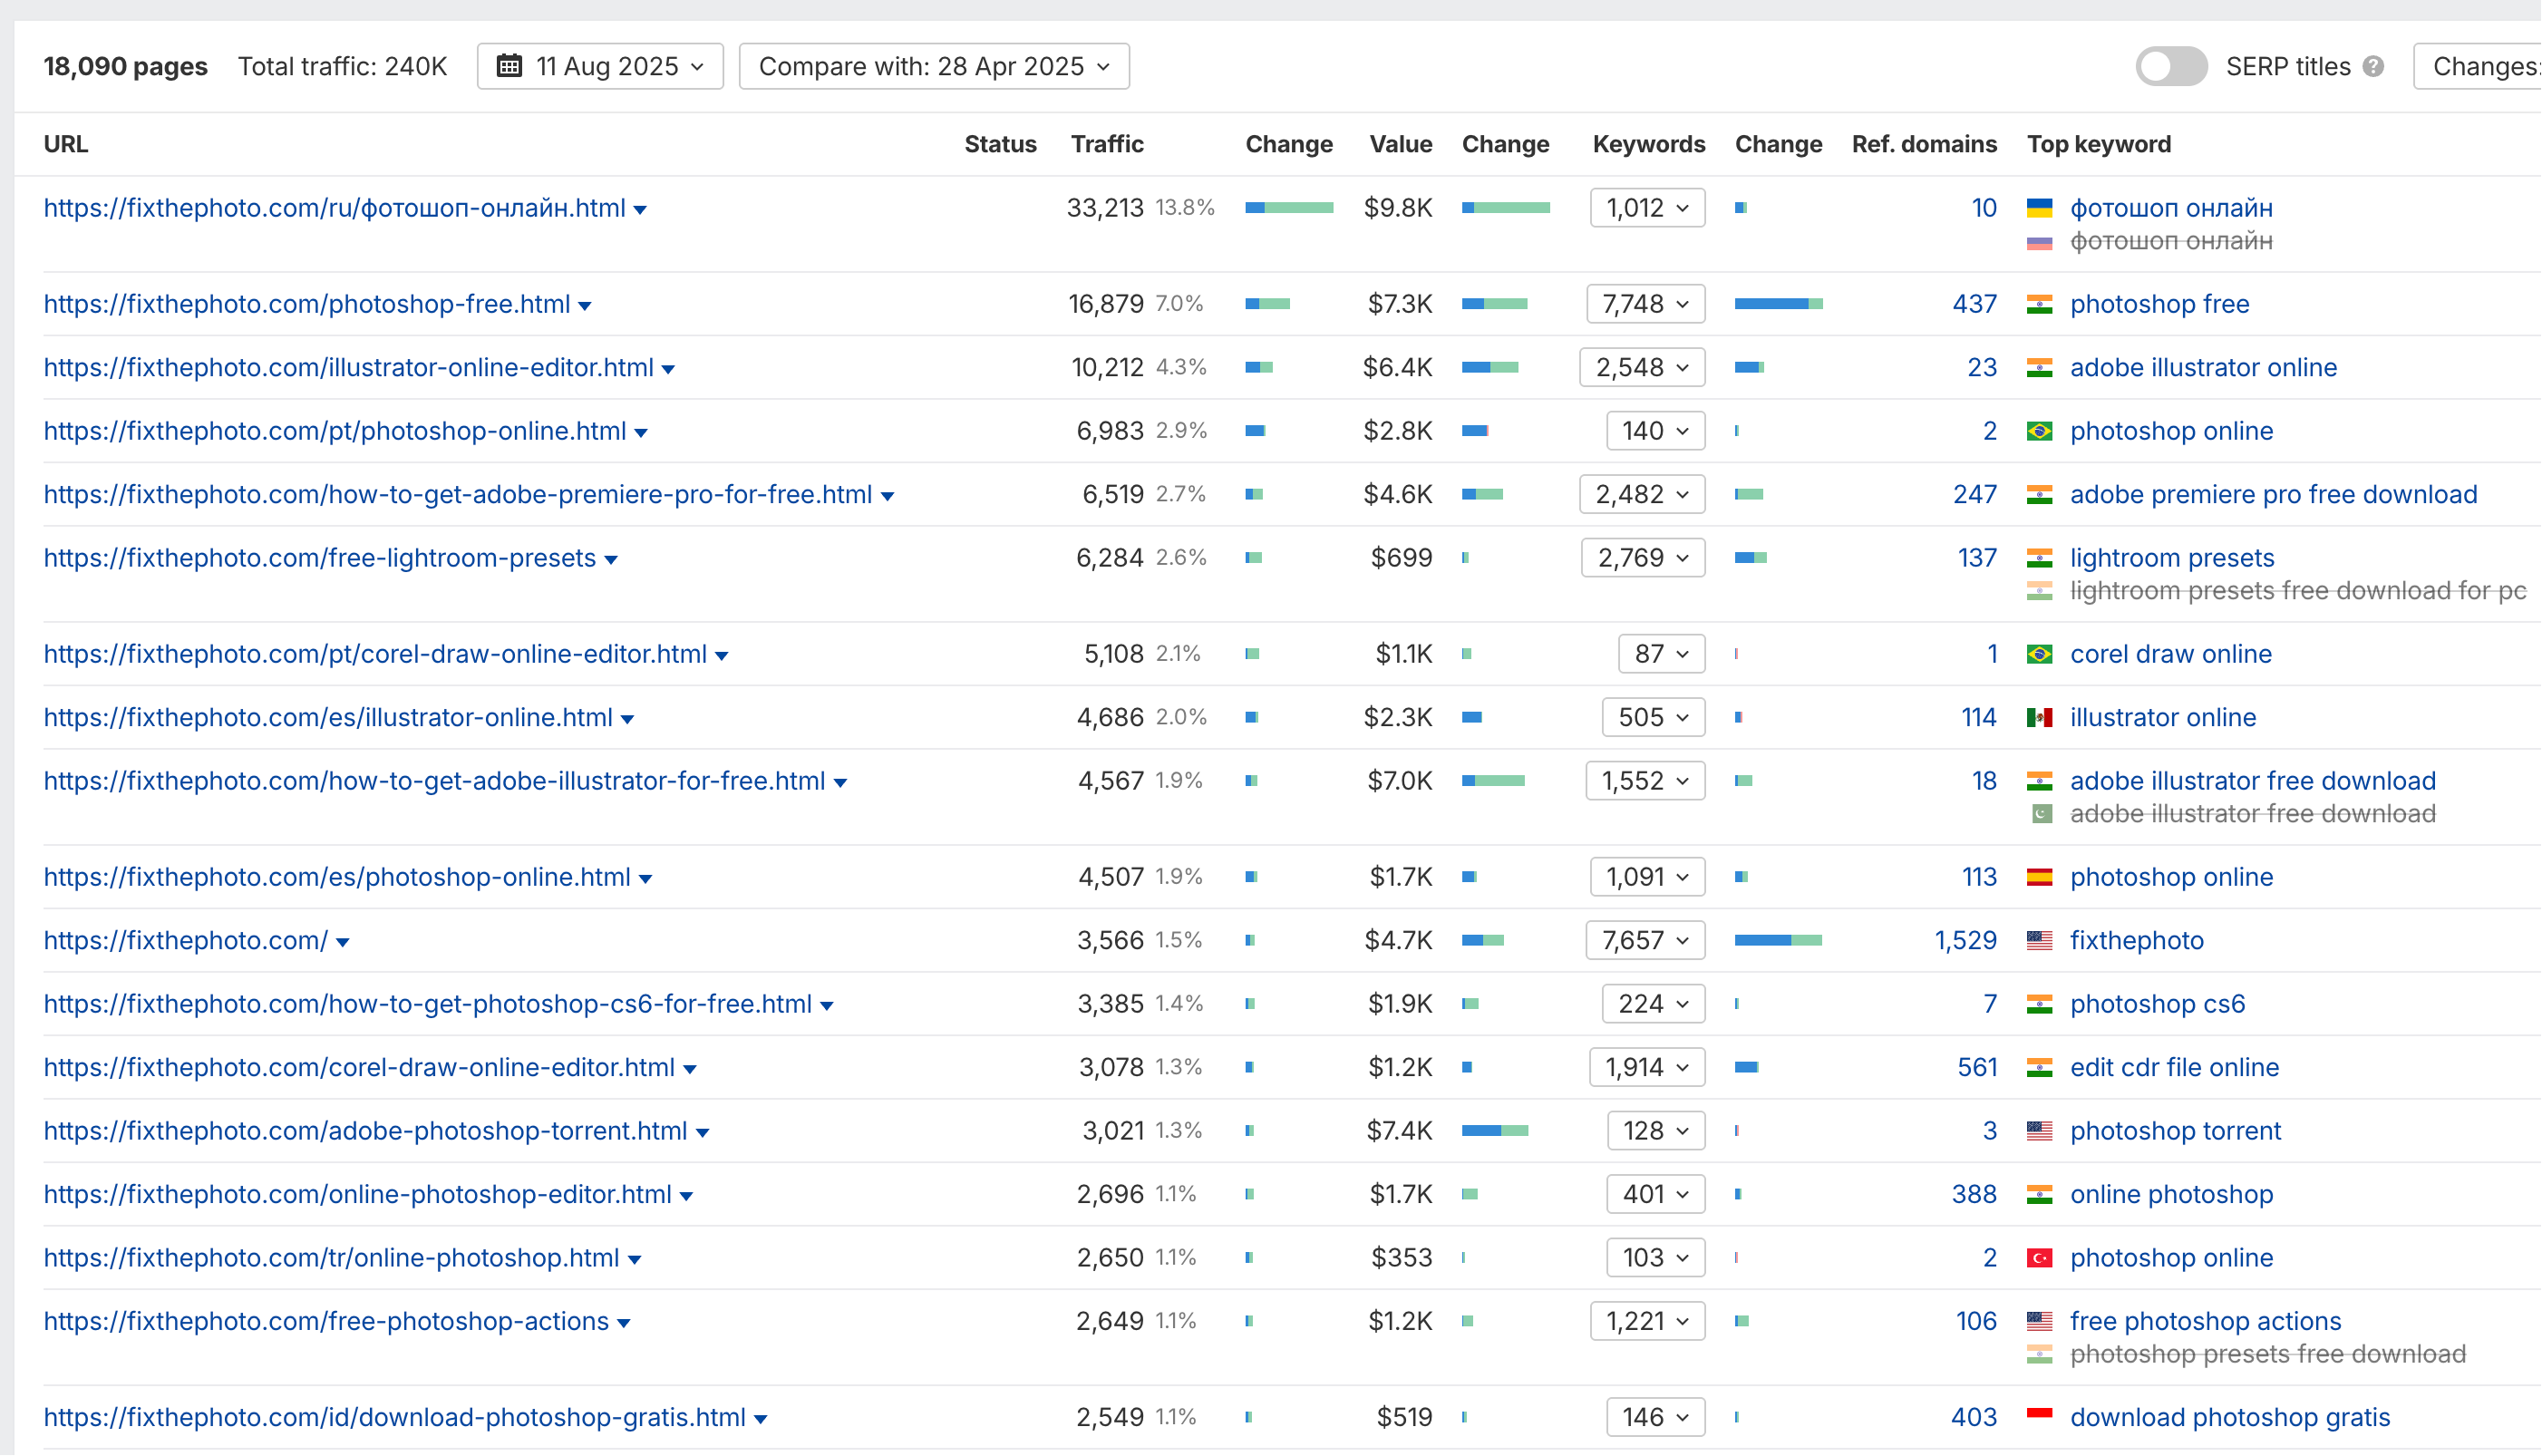 18,090 pages Total traffic: 240K 11 Aug 2025 Compare with: 28 Apr 2025 SERP titles ? Changes:
URL Status Traffic Change Value Change Keywords Change Ref. domains Top keyword
https://fixthephoto.com/ru/фотошоп-онлайн.html 33,213 13.8% $9.8K 1,012 10 фотошоп онлайн
фотошоп онлайн
https://fixthephoto.com/photoshop-free.html 16,879 7.0% $7.3K 7,748 437 photoshop free
https://fixthephoto.com/illustrator-online-editor.html 10,212 4.3% $6.4K 2,548 23 adobe illustrator online
https://fixthephoto.com/pt/photoshop-online.html 6,983 2.9% $2.8K 140 2 photoshop online
https://fixthephoto.com/how-to-get-adobe-premiere-pro-for-free.html 6,519 2.7% $4.6K 2,482 247 adobe premiere pro free download
https://fixthephoto.com/free-lightroom-presets 6,284 2.6% $699 2,769 137 lightroom presets
lightroom presets free download for pc
https://fixthephoto.com/pt/corel-draw-online-editor.html 5,108 2.1% $1.1K 87 1 corel draw online
https://fixthephoto.com/es/illustrator-online.html 4,686 2.0% $2.3K 505 114 illustrator online
https://fixthephoto.com/how-to-get-adobe-illustrator-for-free.html 4,567 1.9% $7.0K 1,552 18 adobe illustrator free download
adobe illustrator free download
https://fixthephoto.com/es/photoshop-online.html 4,507 1.9% $1.7K 1,091 113 photoshop online
https://fixthephoto.com/ 3,566 1.5% $4.7K 7,657 1,529 fixthephoto
https://fixthephoto.com/how-to-get-photoshop-cs6-for-free.html 3,385 1.4% $1.9K 224 7 photoshop cs6
https://fixthephoto.com/corel-draw-online-editor.html 3,078 1.3% $1.2K 1,914 561 edit cdr file online
https://fixthephoto.com/adobe-photoshop-torrent.html 3,021 1.3% $7.4K 128 3 photoshop torrent
https://fixthephoto.com/online-photoshop-editor.html 2,696 1.1% $1.7K 401 388 online photoshop
https://fixthephoto.com/tr/online-photoshop.html 2,650 1.1% $353 103 2 photoshop online
https://fixthephoto.com/free-photoshop-actions 2,649 1.1% $1.2K 1,221 106 free photoshop actions
photoshop presets free download
https://fixthephoto.com/id/download-photoshop-gratis.html 2,549 1.1% $519 146 403 download photoshop gratis